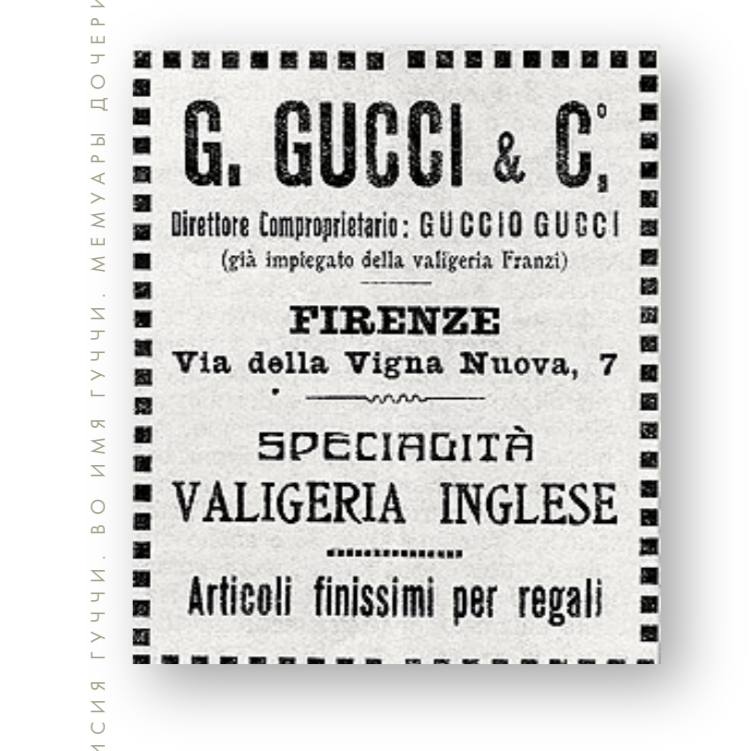 G. GUCCI & Cº,
Direttore Comproprietario: GUCCIO GUCCI
(già impiegato della valigeria Franzi)
FIRENZE
Via della Vigna Nuova, 7
SPECIALITÀ
VALIGERIA INGLESE
Articoli finissimi per regali
ГУЧЧИ. ВО ИМЯ ГУЧЧИ. МЕМУАРЫ ДОЧЕРИ